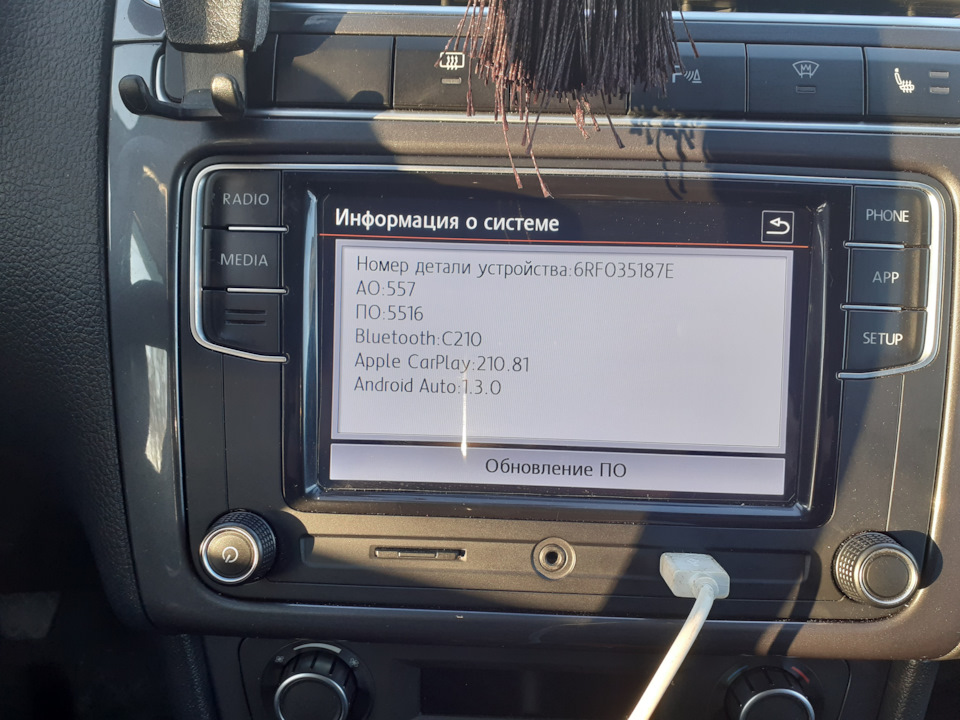 RADIO
MEDIA
PHONE
APP
SETUP
Информация о системе
Номер детали устройства:6RF035187E
АО:557
ПО:5516
Bluetooth:C210
Apple CarPlay:210.81
Android Auto:1.3.0
Обновление ПО